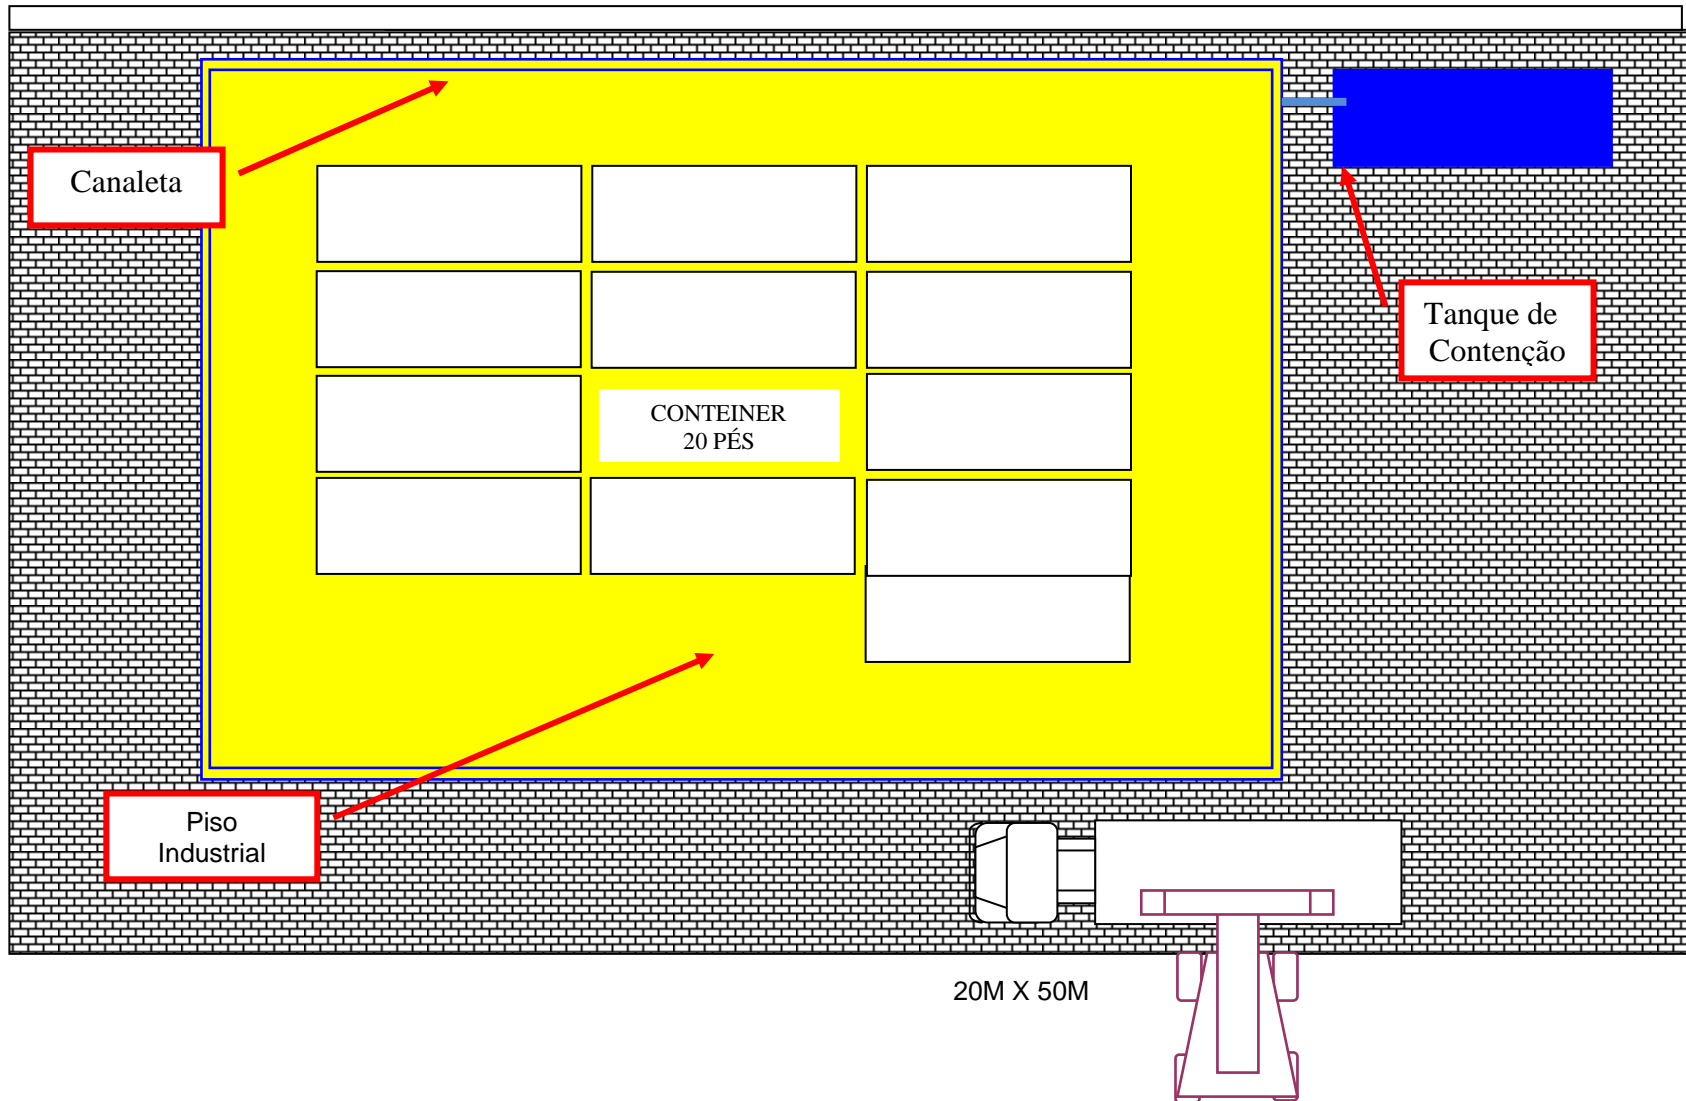 Canaleta
Tanque de
Contenção
CONTEINER
20 PÉS
Piso
Industrial
20M X 50M